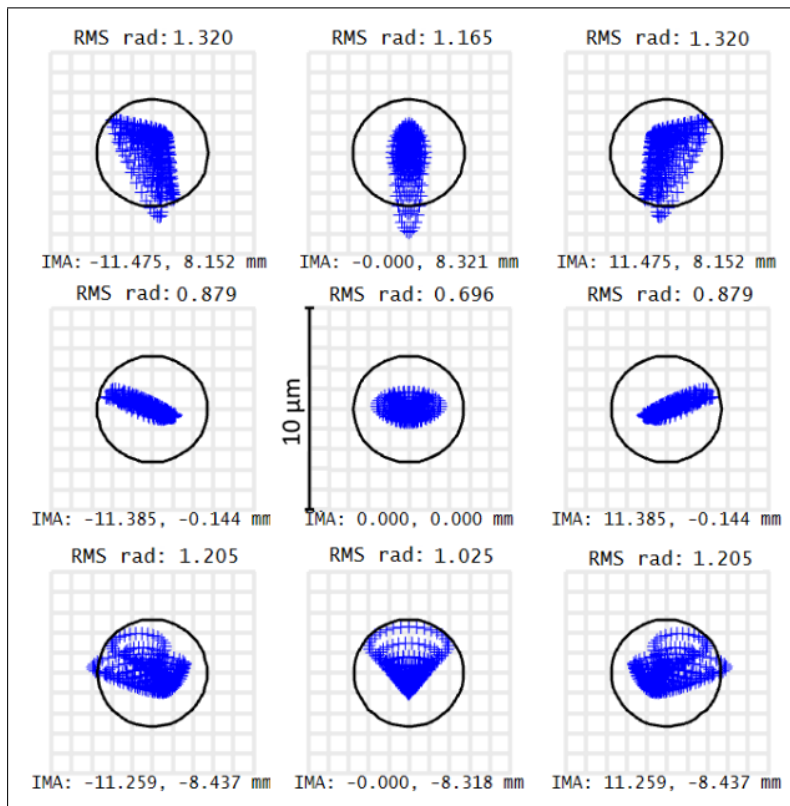 RMS rad: 1.320
RMS rad: 1.165
RMS rad: 1.320
IMA: -11.475, 8.152 mm
IMA: -0.000, 8.321 mm
IMA: 11.475, 8.152 mm
RMS rad: 0.879
RMS rad: 0.696
RMS rad: 0.879
10 μm
IMA: -11.385, -0.144 mm
IMA: 0.000, 0.000 mm
IMA: 11.385, -0.144 mm
RMS rad: 1.205
RMS rad: 1.025
RMS rad: 1.205
IMA: -11.259, -8.437 mm
IMA: -0.000, -8.318 mm
IMA: 11.259, -8.437 mm